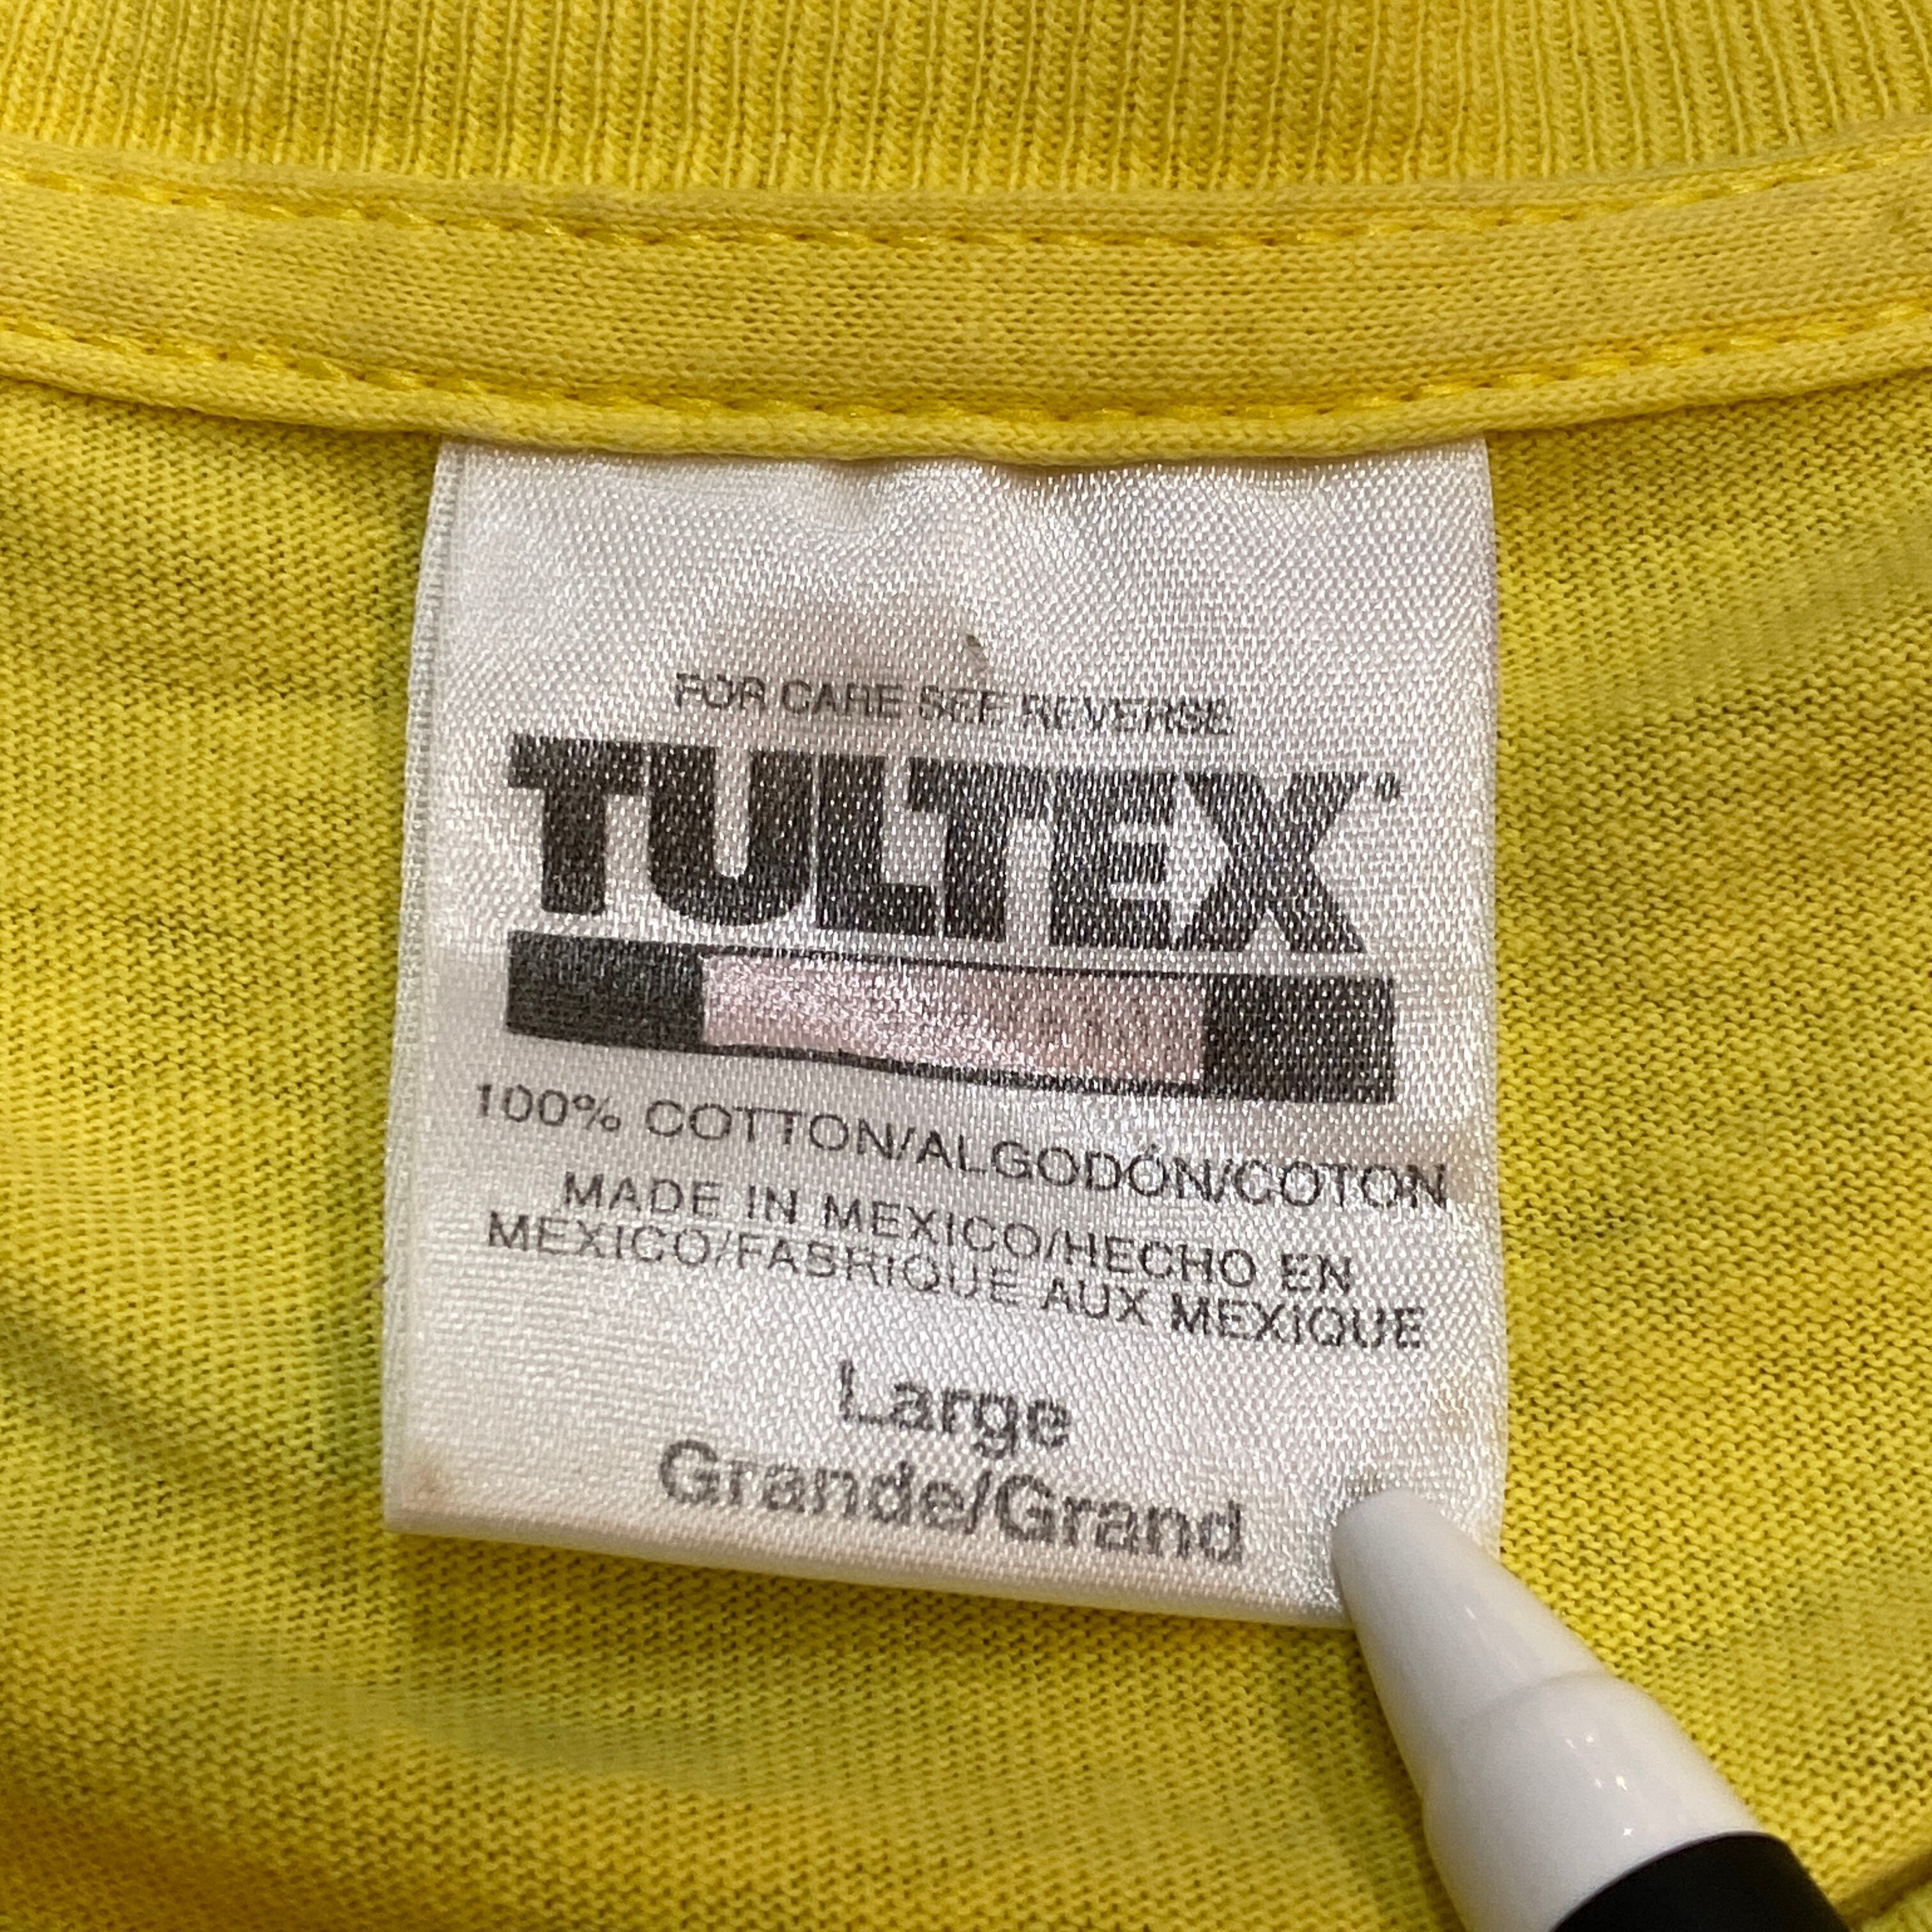 FOR CARE SEE REVERSE
TULTEX
100% COTTON/ALGODÓN/COTON
MADE IN MEXICO/HECHO EN
MEXICO/FABRIQUE AUX MEXIQUE
Large
Grande/Grand